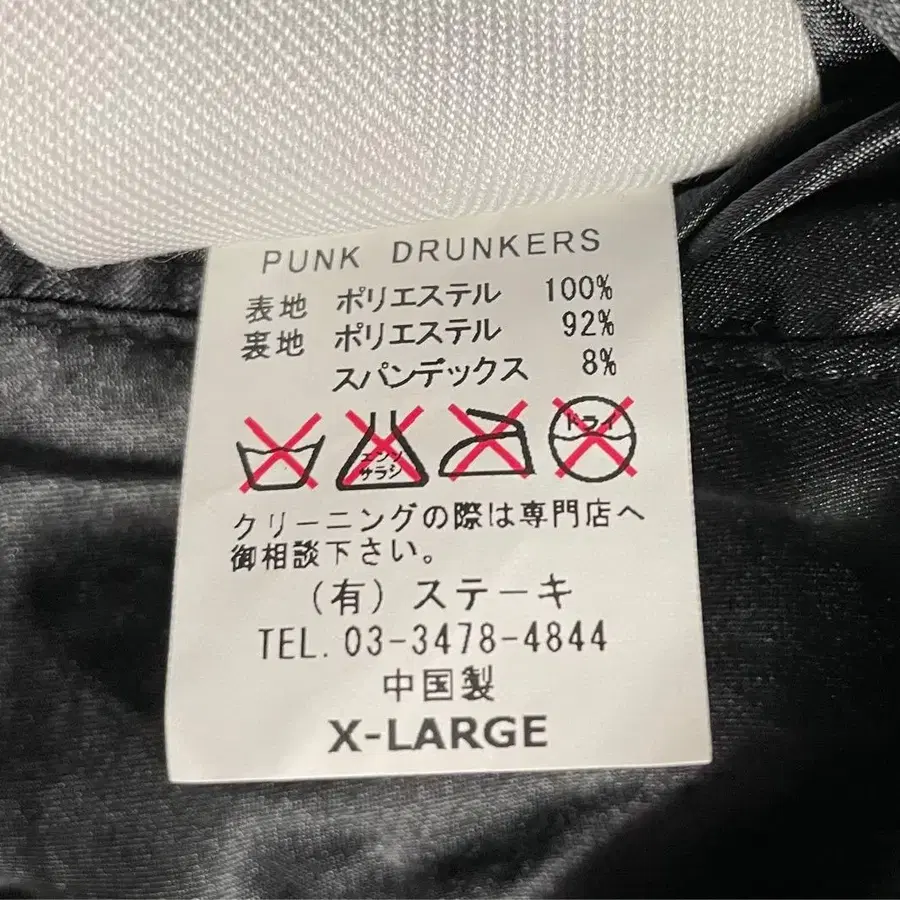 PUNK DRUNKERS
表地 ポリエステル 100%
裏地 ポリエステル 92%
スパンデックス 8%
エンソ
サラシ
ドライ
クリーニングの際は専門店へ
御相談下さい。
(有)ステーキ
TEL. 03-3478-4844
中国製
X-LARGE